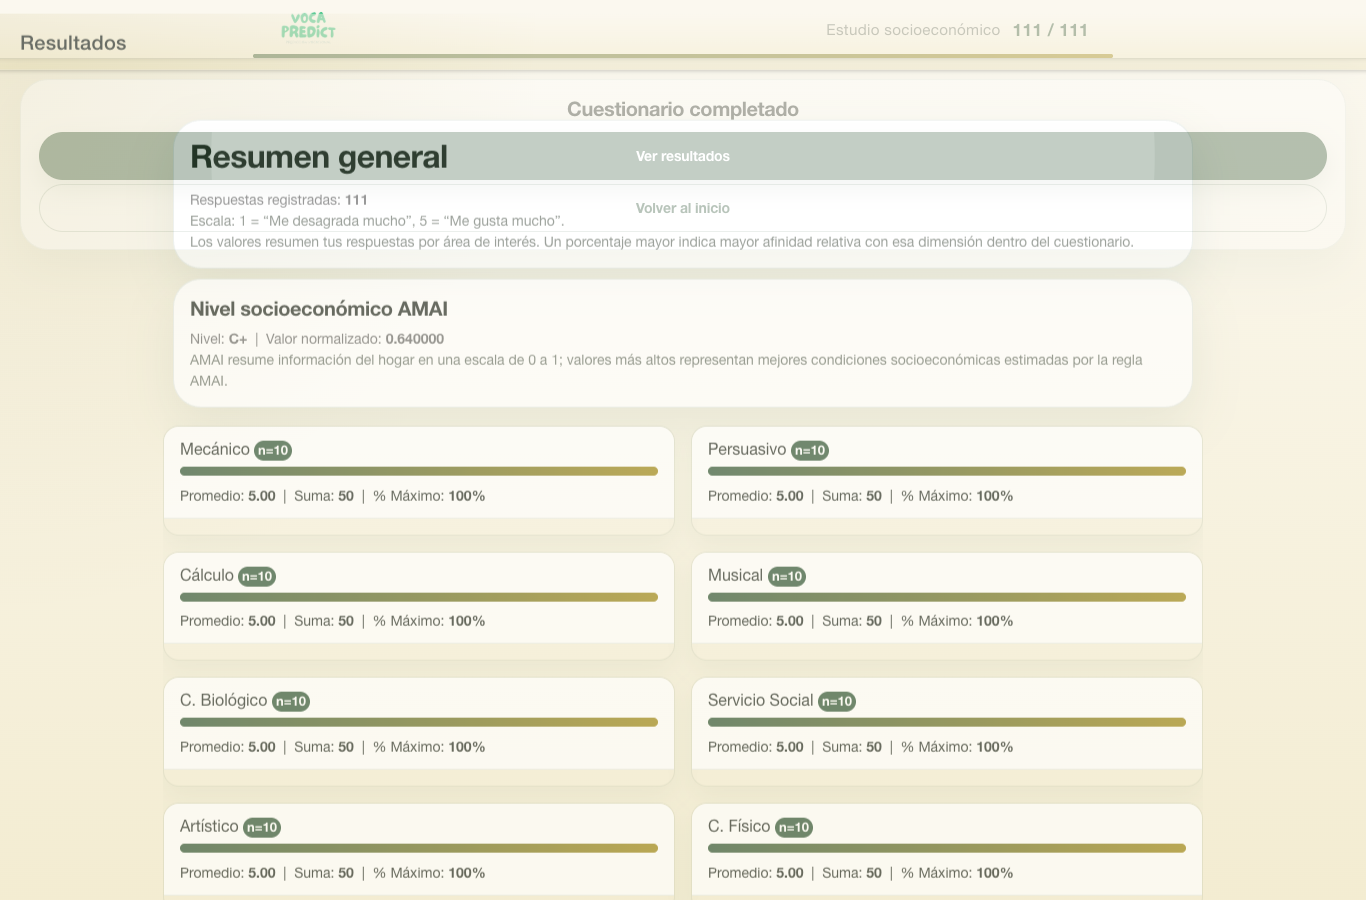 VOCA
PREDICT
Resultados
Estudio socioeconómico 111 / 111
Cuestionario completado
Resumen general
Ver resultados
Respuestas registradas: 111
Volver al inicio
Escala: 1 = “Me desagrada mucho”, 5 = “Me gusta mucho”.
Los valores resumen tus respuestas por área de interés. Un porcentaje mayor indica mayor afinidad relativa con esa dimensión dentro del cuestionario.
Nivel socioeconómico AMAI
Nivel: C+ | Valor normalizado: 0.640000
AMAI resume información del hogar en una escala de 0 a 1; valores más altos representan mejores condiciones socioeconómicas estimadas por la regla
AMAI.
Mecánico n=10
Promedio: 5.00 | Suma: 50 | % Máximo: 100%
Persuasivo n=10
Promedio: 5.00 | Suma: 50 | % Máximo: 100%
Cálculo n=10
Promedio: 5.00 | Suma: 50 | % Máximo: 100%
Musical n=10
Promedio: 5.00 | Suma: 50 | % Máximo: 100%
C. Biológico n=10
Promedio: 5.00 | Suma: 50 | % Máximo: 100%
Servicio Social n=10
Promedio: 5.00 | Suma: 50 | % Máximo: 100%
Artístico n=10
Promedio: 5.00 | Suma: 50 | % Máximo: 100%
C. Físico n=10
Promedio: 5.00 | Suma: 50 | % Máximo: 100%